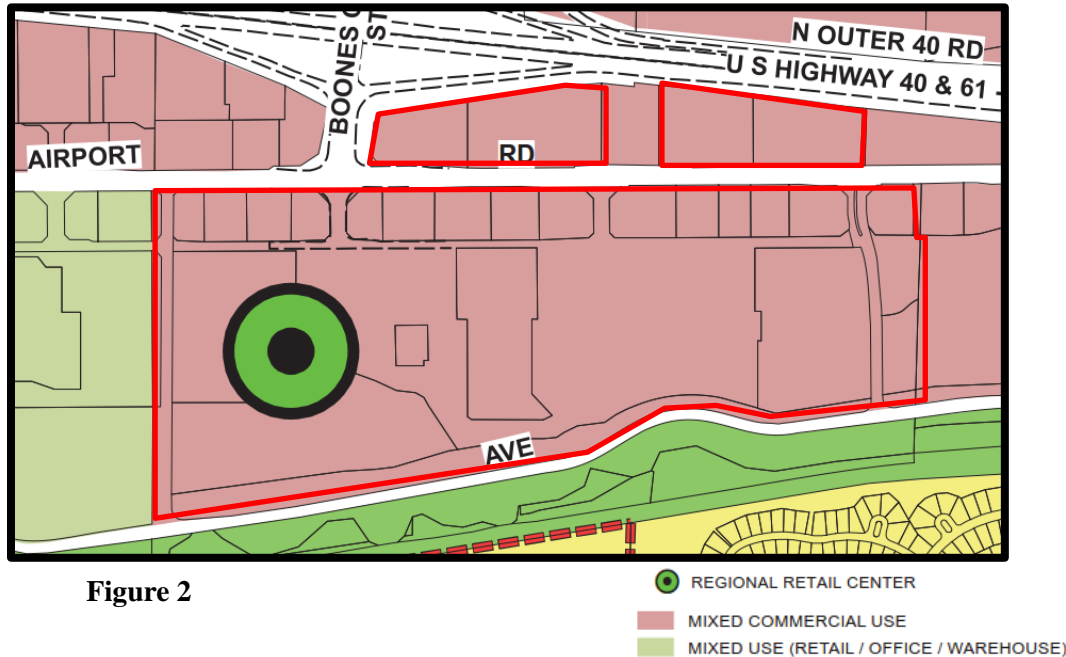 N OUTER 40 RD
U S HIGHWAY 40 & 61
BOONES
ST
AIRPORT
RD
AVE
Figure 2
REGIONAL RETAIL CENTER
MIXED COMMERCIAL USE
MIXED USE (RETAIL / OFFICE / WAREHOUSE)